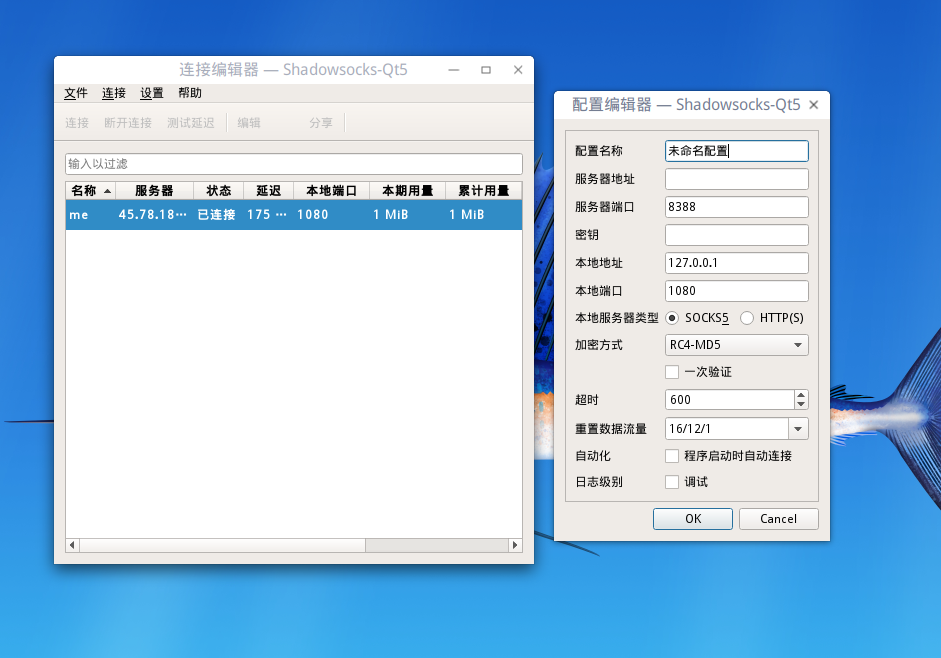 连接编辑器 — Shadowsocks-Qt5
文件 连接 设置 帮助
连接 断开连接 测试延迟 编辑 分享
输入以过滤
名称 服务器 状态 延迟 本地端口 本期用量 累计用量
me 45.78.18··· 已连接 175 ··· 1080 1 MiB 1 MiB
配置编辑器 — Shadowsocks-Qt5
配置名称 未命名配置
服务器地址
服务器端口 8388
密钥
本地地址 127.0.0.1
本地端口 1080
本地服务器类型 SOCKS5 HTTP(S)
加密方式 RC4-MD5
一次验证
超时 600
重置数据流量 16/12/1
自动化 程序启动时自动连接
日志级别 调试
OK Cancel